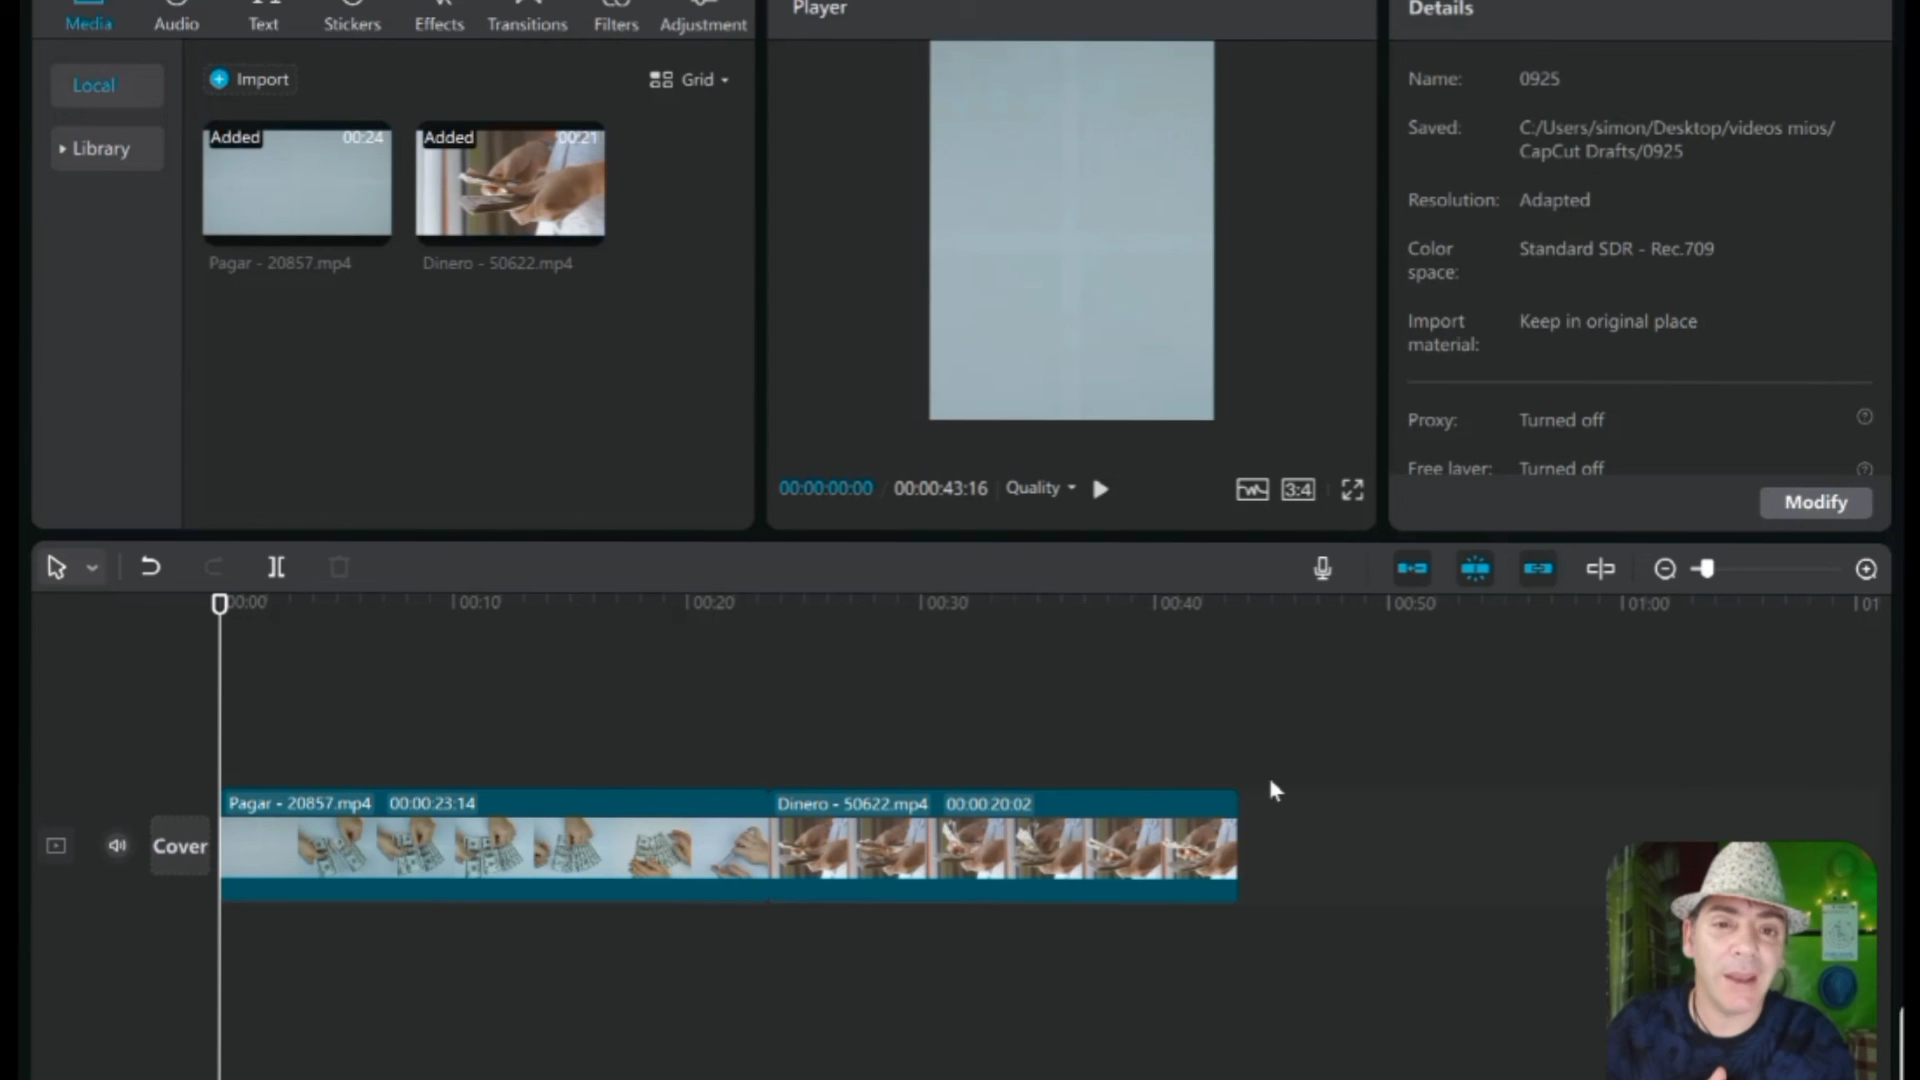 Media Audio Text Stickers Effects Transitions Filters Adjustment
Local
Library
Import
Grid
Added 00:24
Added 00:21
Pagar - 20857.mp4
Dinero - 50622.mp4
Player
00:00:00:00 / 00:00:43:16 Quality
3:4
Details
Name: 0925
Saved: C:/Users/simon/Desktop/videos mios/
CapCut Drafts/0925
Resolution: Adapted
Color space: Standard SDR - Rec.709
Import material: Keep in original place
Proxy: Turned off
Free layer: Turned off
Modify
00:00 00:10 00:20 00:30 00:40 00:50 01:00 01
Pagar - 20857.mp4 00:00:23:14
Dinero - 50622.mp4 00:00:20:02
Cover